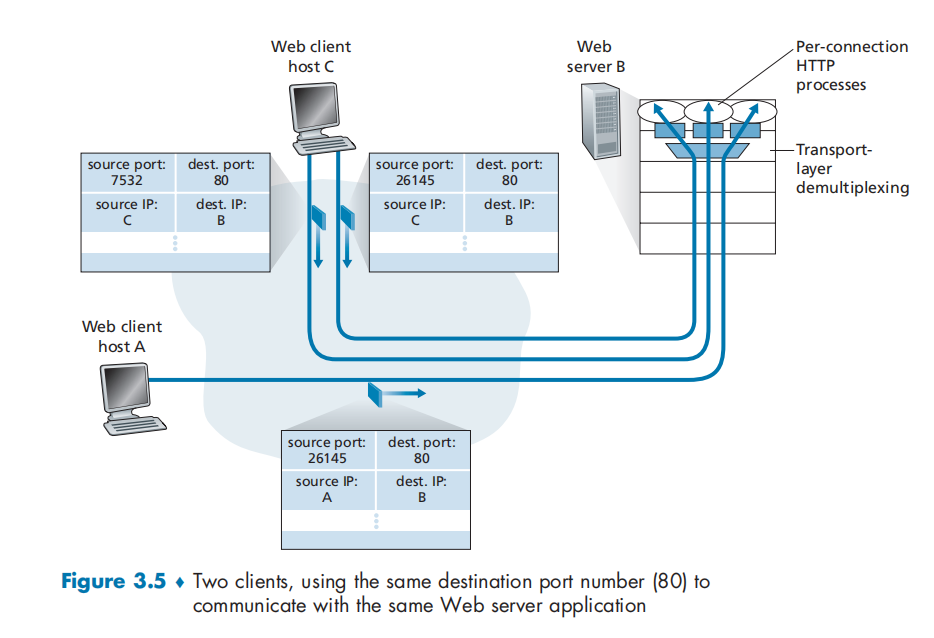 Web client
host C
Web
server B
Per-connection
HTTP
processes
Transport-
layer
demultiplexing
source port:
7532
dest. port:
80
source IP:
C
dest. IP:
B
source port:
26145
dest. port:
80
source IP:
C
dest. IP:
B
Web client
host A
source port:
26145
dest. port:
80
source IP:
A
dest. IP:
B
Figure 3.5 ♦ Two clients, using the same destination port number (80) to
communicate with the same Web server application